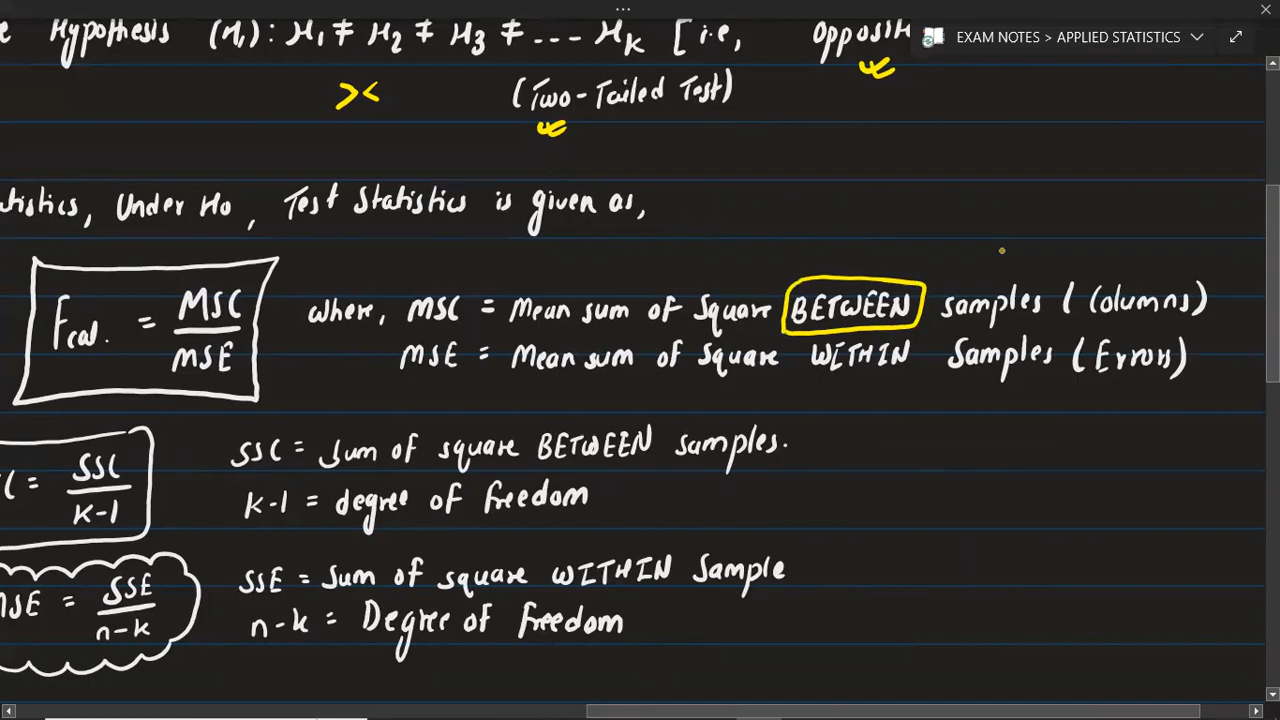 e Hypothesis (H1): μ1 ≠ μ2 ≠ μ3 ≠ .... μk [i.e,
EXAM NOTES > APPLIED STATISTICS
(Two-Tailed Test)
atistics, Under Ho, Test Statistics is given as,
Fcal. = MSC / MSE
where, MSC = Mean sum of Square BETWEEN samples (Columns)
MSE = Mean sum of Square WITHIN Samples (Errors)
C = SSC / k-1
SSC = Sum of square BETWEEN samples.
k-1 = degree of freedom
MSE = SSE / n-k
SSE = Sum of square WITHIN Sample
n-k = Degree of freedom